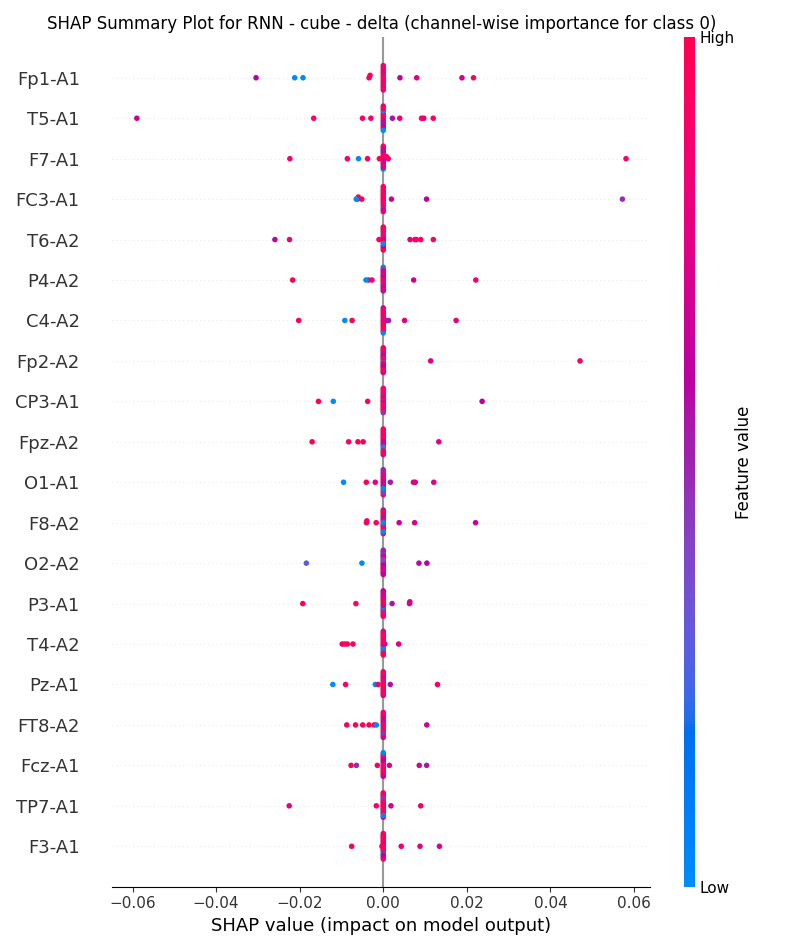 SHAP Summary Plot for RNN - cube - delta (channel-wise importance for class 0)
High
Fp1-A1
T5-A1
F7-A1
FC3-A1
T6-A2
P4-A2
C4-A2
Fp2-A2
CP3-A1
Fpz-A2
O1-A1
F8-A2
O2-A2
P3-A1
T4-A2
Pz-A1
FT8-A2
Fcz-A1
TP7-A1
F3-A1
Feature value
Low
−0.06 −0.04 −0.02 0.00 0.02 0.04 0.06
SHAP value (impact on model output)